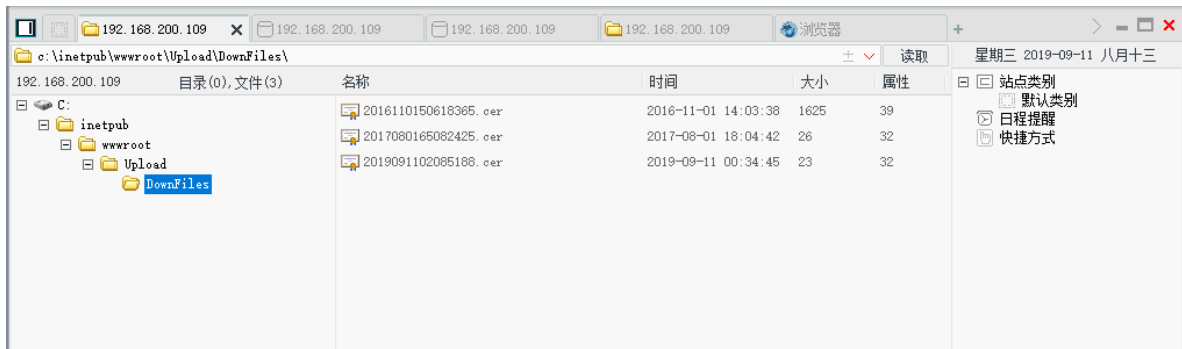 192.168.200.109 192.168.200.109 192.168.200.109 192.168.200.109 浏览器
c:\inetpub\wwwroot\Upload\DownFiles\ 读取 星期三 2019-09-11 八月十三
192.168.200.109 目录(0),文件(3) 名称 时间 大小 属性 站点类别
C: 2016110150618365.cer 2016-11-01 14:03:38 1625 39 默认类别
inetpub 2017080165082425.cer 2017-08-01 18:04:42 26 32 日程提醒
wwwroot 2019091102085188.cer 2019-09-11 00:34:45 23 32 快捷方式
Upload
DownFiles